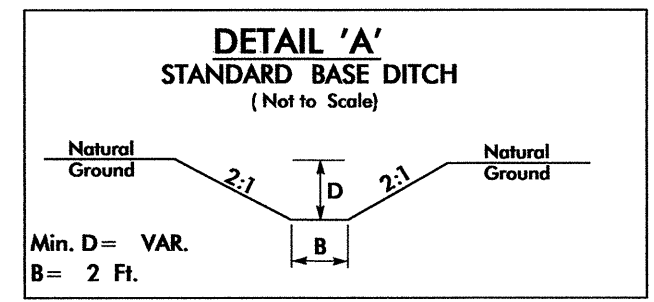 DETAIL 'A'
STANDARD BASE DITCH
( Not to Scale)
Natural
Ground
2:1
D
2:1
Natural
Ground
B
Min. D= VAR.
B= 2 Ft.